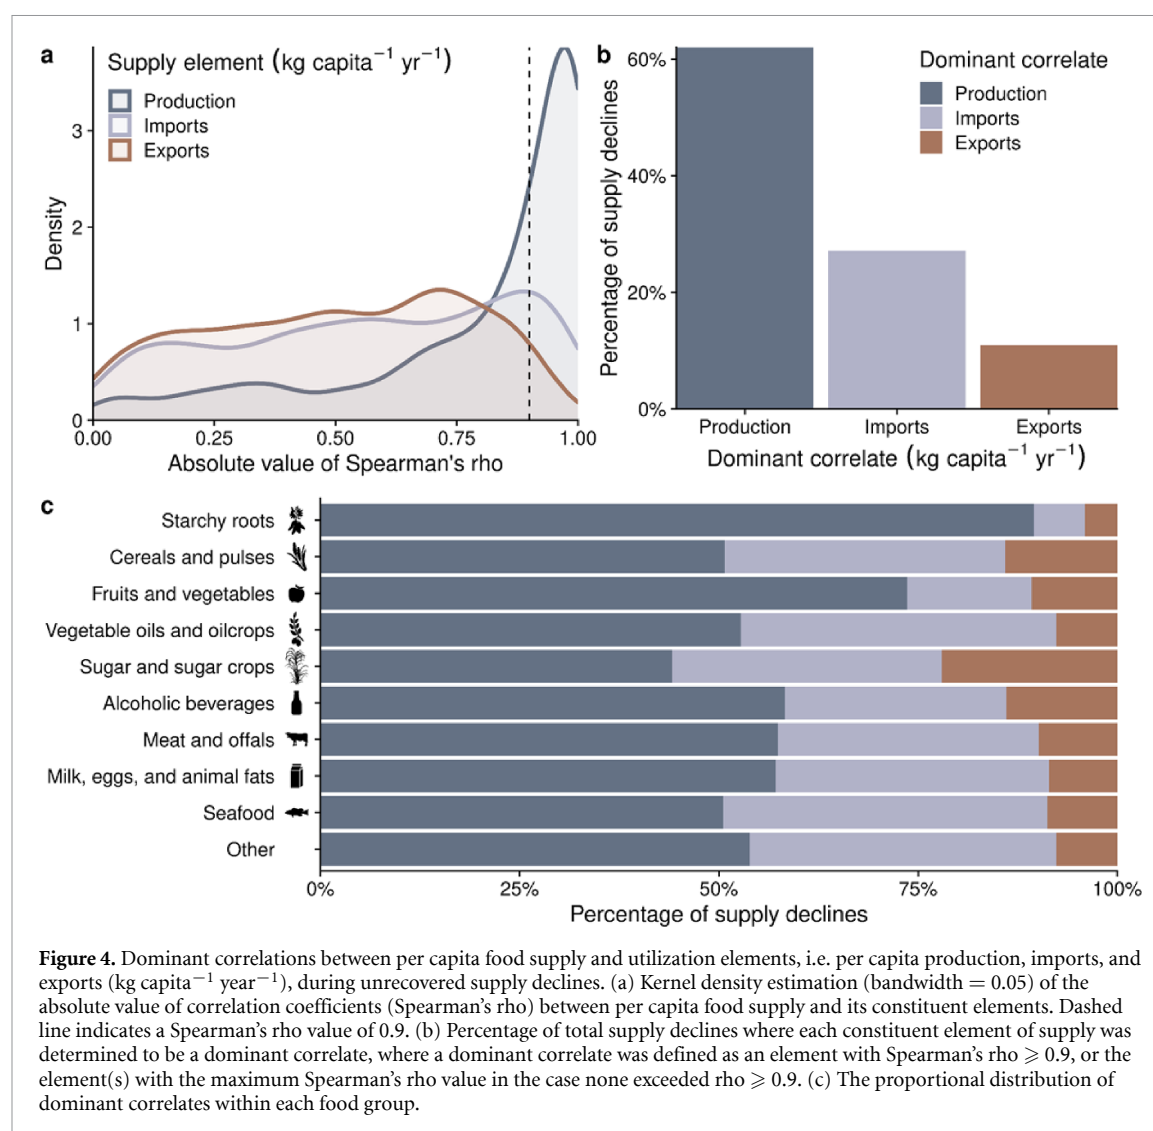 a
Supply element (kg capita⁻¹ yr⁻¹)
Production
Imports
Exports
Density
3
2
1
0
0.00 0.25 0.50 0.75 1.00
Absolute value of Spearman's rho
b
Dominant correlate
Production
Imports
Exports
Percentage of supply declines
60%
40%
20%
0%
Production Imports Exports
Dominant correlate (kg capita⁻¹ yr⁻¹)
c
Starchy roots
Cereals and pulses
Fruits and vegetables
Vegetable oils and oilcrops
Sugar and sugar crops
Alcoholic beverages
Meat and offals
Milk, eggs, and animal fats
Seafood
Other
0% 25% 50% 75% 100%
Percentage of supply declines
Figure 4. Dominant correlations between per capita food supply and utilization elements, i.e. per capita production, imports, and
exports (kg capita⁻¹ year⁻¹), during unrecovered supply declines. (a) Kernel density estimation (bandwidth = 0.05) of the
absolute value of correlation coefficients (Spearman's rho) between per capita food supply and its constituent elements. Dashed
line indicates a Spearman's rho value of 0.9. (b) Percentage of total supply declines where each constituent element of supply was
determined to be a dominant correlate, where a dominant correlate was defined as an element with Spearman's rho ⩾ 0.9, or the
element(s) with the maximum Spearman's rho value in the case none exceeded rho ⩾ 0.9. (c) The proportional distribution of
dominant correlates within each food group.